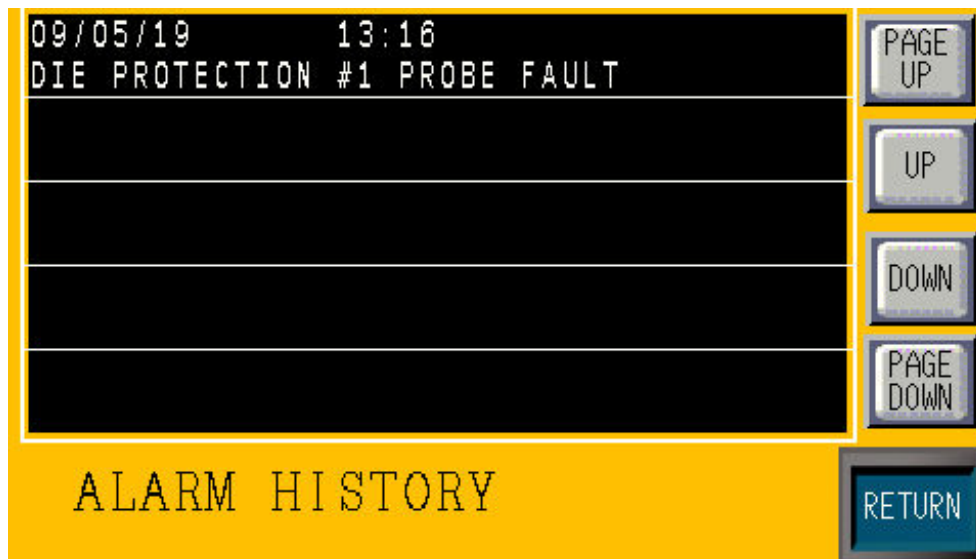 09/05/19 13:16
DIE PROTECTION #1 PROBE FAULT
PAGE
UP
UP
DOWN
PAGE
DOWN
ALARM HISTORY
RETURN